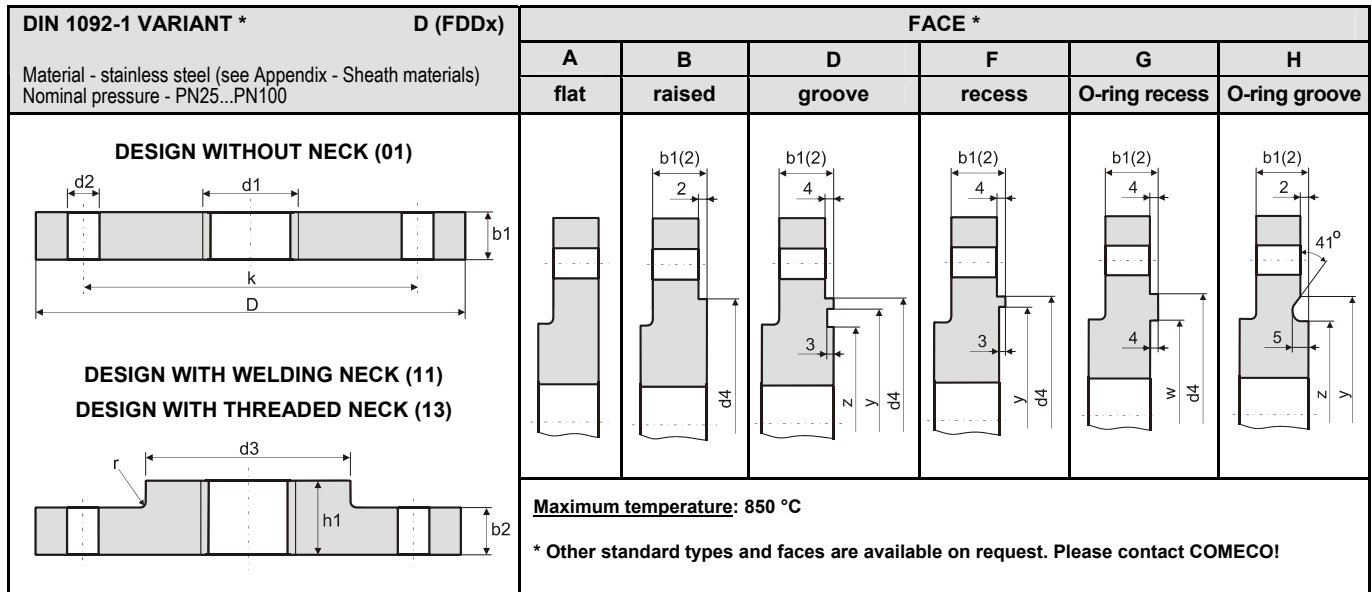 DIN 1092-1 VARIANT * D (FDDx)
Material - stainless steel (see Appendix - Sheath materials)
Nominal pressure - PN25...PN100
FACE *
A B D F G H
flat raised groove recess O-ring recess O-ring groove
DESIGN WITHOUT NECK (01)
d2 d1
b1
k
D
DESIGN WITH WELDING NECK (11)
DESIGN WITH THREADED NECK (13)
d3
r
h1
b2
b1(2) b1(2) b1(2) b1(2) b1(2)
2 4 4 4 2
41º
3 3 4 5
d4 z y d4 y d4 w d4 z y
Maximum temperature: 850 °C
* Other standard types and faces are available on request. Please contact COMECO!